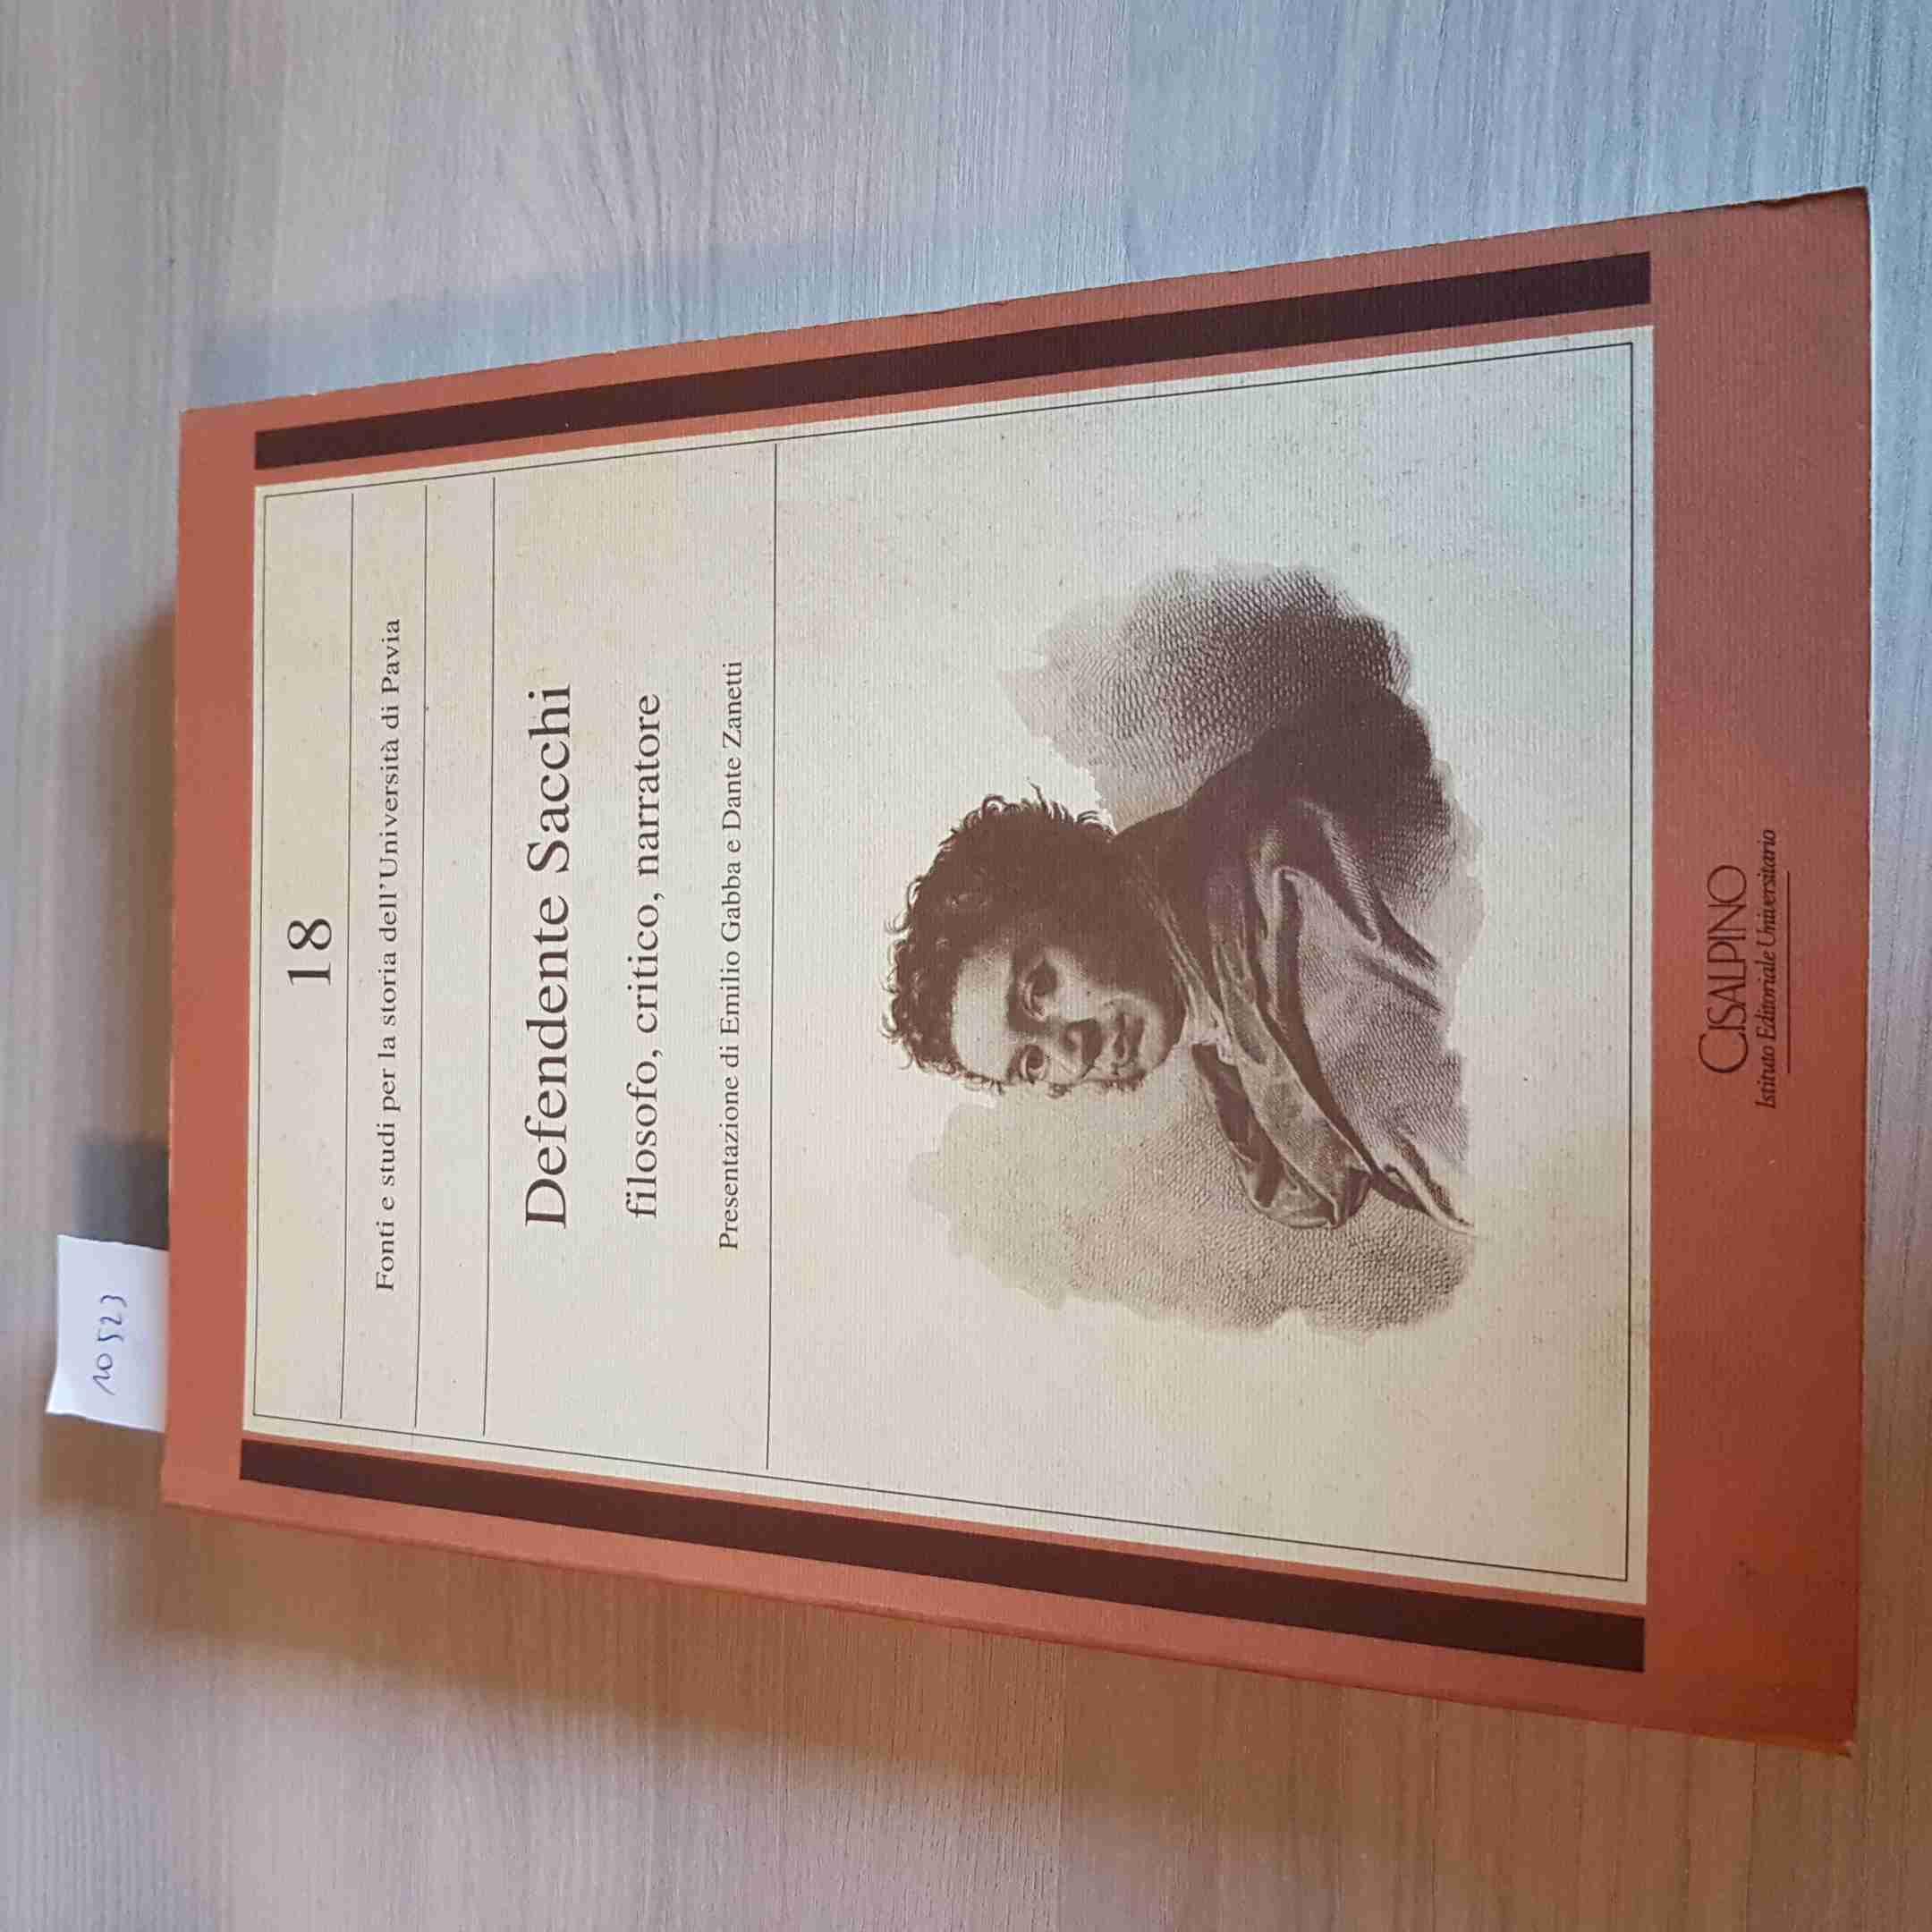 10523
18
Fonti e studi per la storia dell'Università di Pavia
Defendente Sacchi
filosofo, critico, narratore
Presentazione di Emilio Gabba e Dante Zanetti
CISALPINO
Istituto Editoriale Universitario